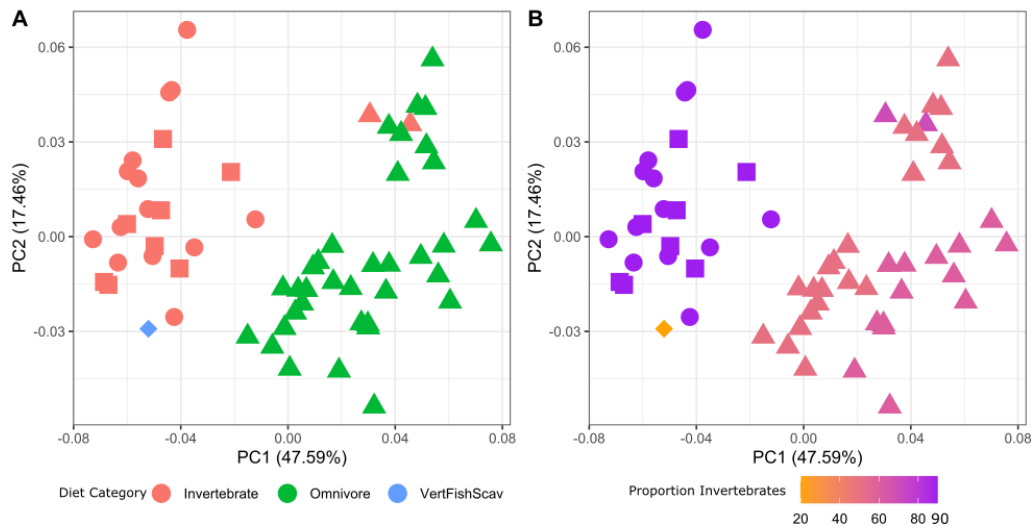 A
B
0.06
0.03
0.00
-0.03
PC2 (17.46%)
-0.08
-0.04
0.00
0.04
0.08
PC1 (47.59%)
0.06
0.03
0.00
-0.03
PC2 (17.46%)
-0.08
-0.04
0.00
0.04
0.08
PC1 (47.59%)
Diet Category Invertebrate Omnivore VertFishScav
Proportion Invertebrates
20 40 60 80 90